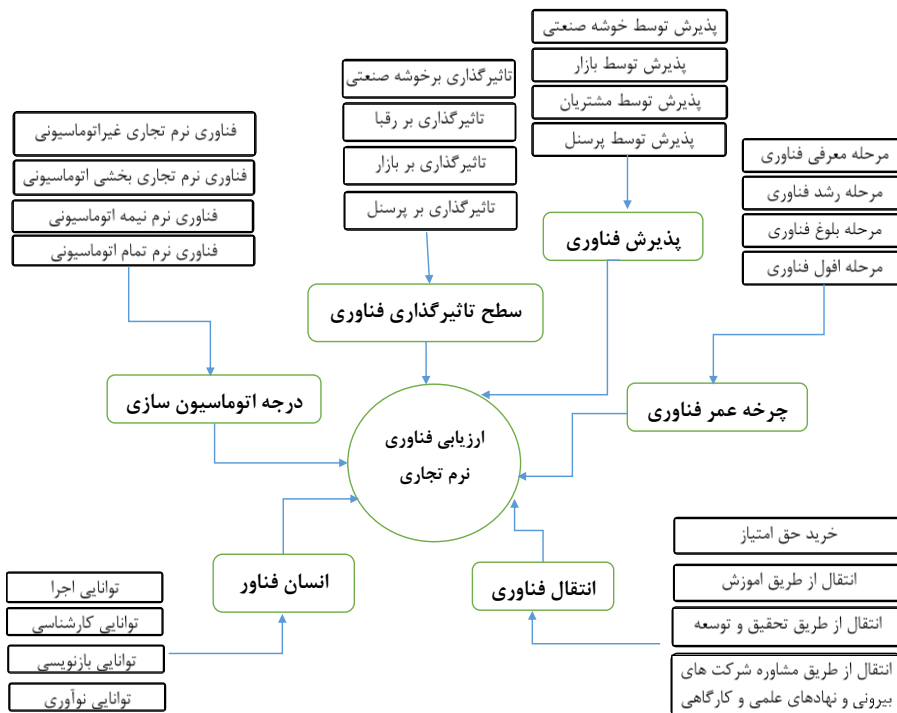 پذیرش توسط خوشه صنعتی
پذیرش توسط بازار
پذیرش توسط مشتریان
پذیرش توسط پرسنل
پذیرش فناوری
تاثیرگذاری برخوشه صنعتی
تاثیرگذاری بر رقبا
تاثیرگذاری بر بازار
تاثیرگذاری بر پرسنل
سطح تاثیرگذاری فناوری
فناوری نرم تجاری غیراتوماسیونی
فناوری نرم تجاری بخشی اتوماسیونی
فناوری نرم نیمه اتوماسیونی
فناوری نرم تمام اتوماسیونی
درجه اتوماسیون سازی
مرحله معرفی فناوری
مرحله رشد فناوری
مرحله بلوغ فناوری
مرحله افول فناوری
چرخه عمر فناوری
ارزیابی فناوری
نرم تجاری
خرید حق امتیاز
انتقال از طریق اموزش
انتقال از طریق تحقیق و توسعه
انتقال از طریق مشاوره شرکت های
بیرونی و نهادهای علمی و کارگاهی
انتقال فناوری
انسان فناور
توانایی اجرا
توانایی کارشناسی
توانایی بازنویسی
توانایی نوآوری